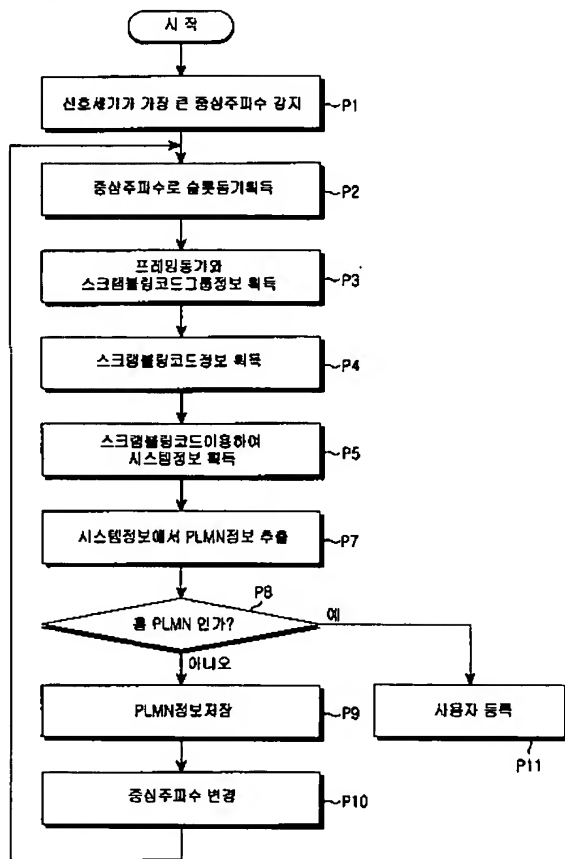 시 작
신호세기가 가장 큰 중심주파수 감지
P1
중심주파수로 슬롯동기획득
P2
프레임동기와
스크램블링코드그룹정보 획득
P3
스크램블링코드정보 획득
P4
스크램블링코드이용하여
시스템정보 획득
P5
시스템정보에서 PLMN정보 추출
P7
P8
홈 PLMN 인가?
예
아니오
PLMN정보저장
P9
사용자 등록
P11
중심주파수 변경
P10